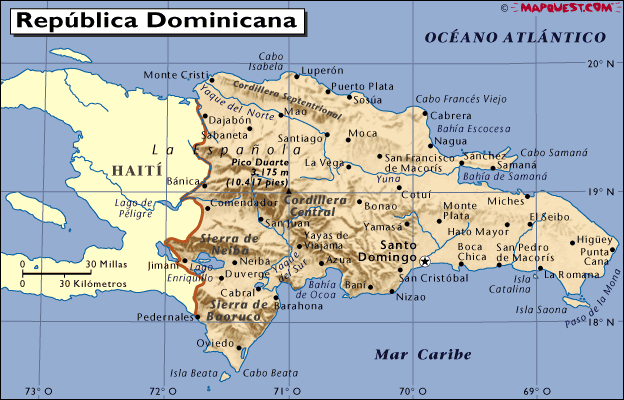 República Dominicana
© MAPQUEST.COM
OCÉANO ATLÁNTICO
20°N
Cabo
Isabela
Luperón
Monte Cristi
Puerto Plata
Cordillera Septentrional
Sosúa
Cabo Francés Viejo
Yaque del Norte
Mao
Cabrera
Dajabón
Bahía Escocesa
Sabaneta
Santiago
Moca
Nagua
La Española
Cabo Samaná
Sánchez
Samaná
San Francisco
de Macorís
Bahía de Samaná
HAITÍ
Pico Duarte
3,175 m
(10,417 pies)
La Vega
Yuna
Cotuí
Bánica
19°N
Lago de
Péligre
Comendador
Cordillera
Central
Bonao
Monte
Plata
Miches
San Juan
Yamasá
Hato Mayor
El Seibo
Sierra de
Neiba
Yayas de
Viajama
Santo
Domingo
Boca
Chica
San Pedro
de Macorís
Higüey
Punta
Cana
Jimaní
Lago
Enriquillo
Neiba
Azua
Duverge
Yaque
del Sur
San Cristóbal
La Romana
Cabral
Bahía
de Ocoa
Baní
Nizao
Isla
Catalina
Sierra de
Baoruco
Barahona
Isla Saona
Paso de la Mona
Pedernales
18°N
Oviedo
Isla Beata
Cabo Beata
Mar Caribe
0 30 Millas
0 30 Kilómetros
73°O
72°O
71°O
70°O
69°O